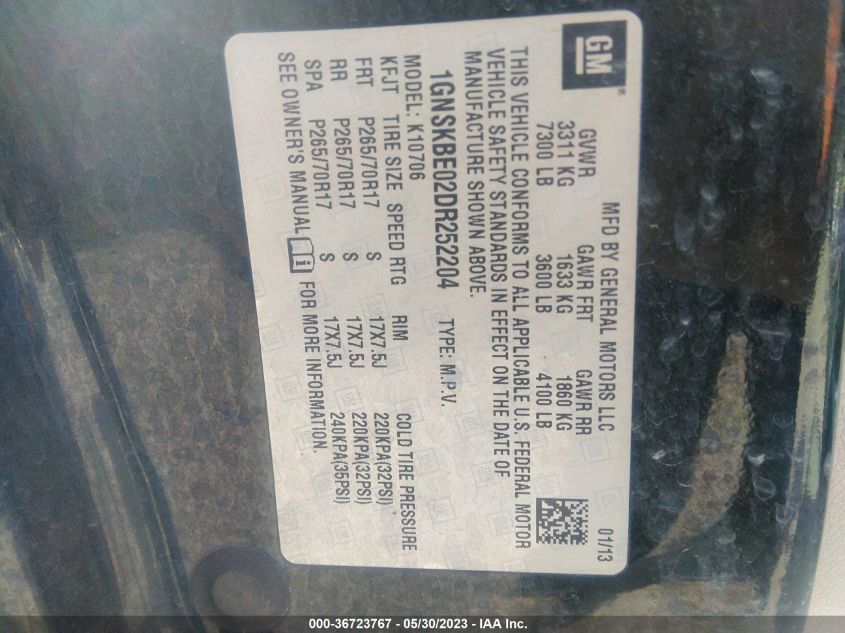 GM
MFD BY GENERAL MOTORS LLC 01/13
GVWR GAWR FRT GAWR RR
3311 KG 1633 KG 1860 KG
7300 LB 3600 LB 4100 LB
THIS VEHICLE CONFORMS TO ALL APPLICABLE U.S. FEDERAL MOTOR
VEHICLE SAFETY STANDARDS IN EFFECT ON THE DATE OF
MANUFACTURE SHOWN ABOVE.
1GNSKBE02DR252204 TYPE: M.P.V.
MODEL: K10706
KFJT TIRE SIZE SPEED RTG RIM COLD TIRE PRESSURE
FRT P265/70R17 S 17X7.5J 220KPA(32PSI)
RR P265/70R17 S 17X7.5J 220KPA(32PSI)
SPA P265/70R17 S 17X7.5J 240KPA(35PSI)
SEE OWNER'S MANUAL i FOR MORE INFORMATION.
000-36723767 - 05/30/2023 - IAA Inc.